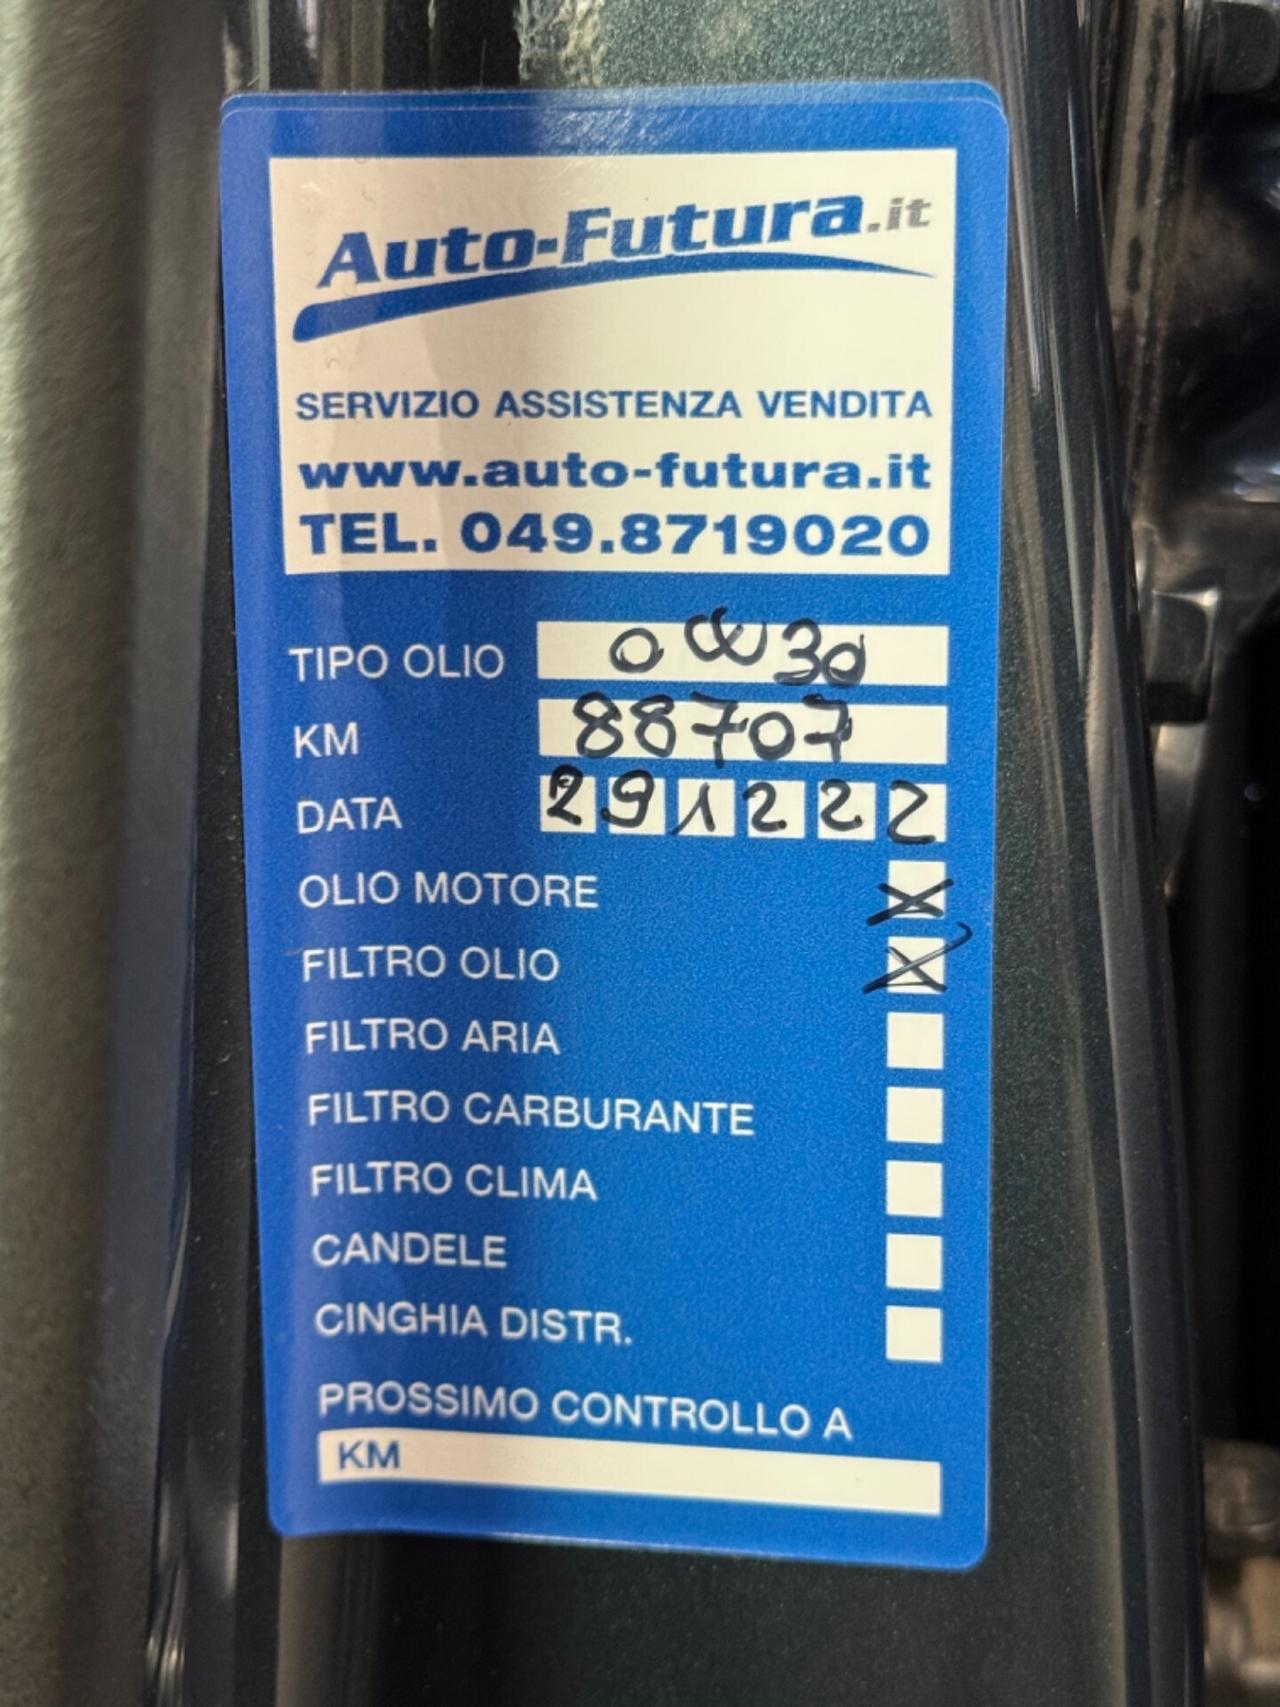 Auto-Futura.it
SERVIZIO ASSISTENZA VENDITA
www.auto-futura.it
TEL. 049.8719020
TIPO OLIO 0W30
KM 88707
DATA 291222
OLIO MOTORE X
FILTRO OLIO X
FILTRO ARIA
FILTRO CARBURANTE
FILTRO CLIMA
CANDELE
CINGHIA DISTR.
PROSSIMO CONTROLLO A
KM